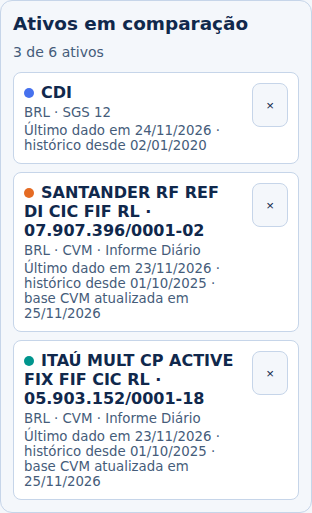 Ativos em comparação
3 de 6 ativos
CDI
×
BRL · SGS 12
Último dado em 24/11/2026 ·
histórico desde 02/01/2020
SANTANDER RF REF
DI CIC FIF RL ·
07.907.396/0001-02
×
BRL · CVM · Informe Diário
Último dado em 23/11/2026 ·
histórico desde 01/10/2025 ·
base CVM atualizada em
25/11/2026
ITAÚ MULT CP ACTIVE
FIX FIF CIC RL ·
05.903.152/0001-18
×
BRL · CVM · Informe Diário
Último dado em 23/11/2026 ·
histórico desde 01/10/2025 ·
base CVM atualizada em
25/11/2026